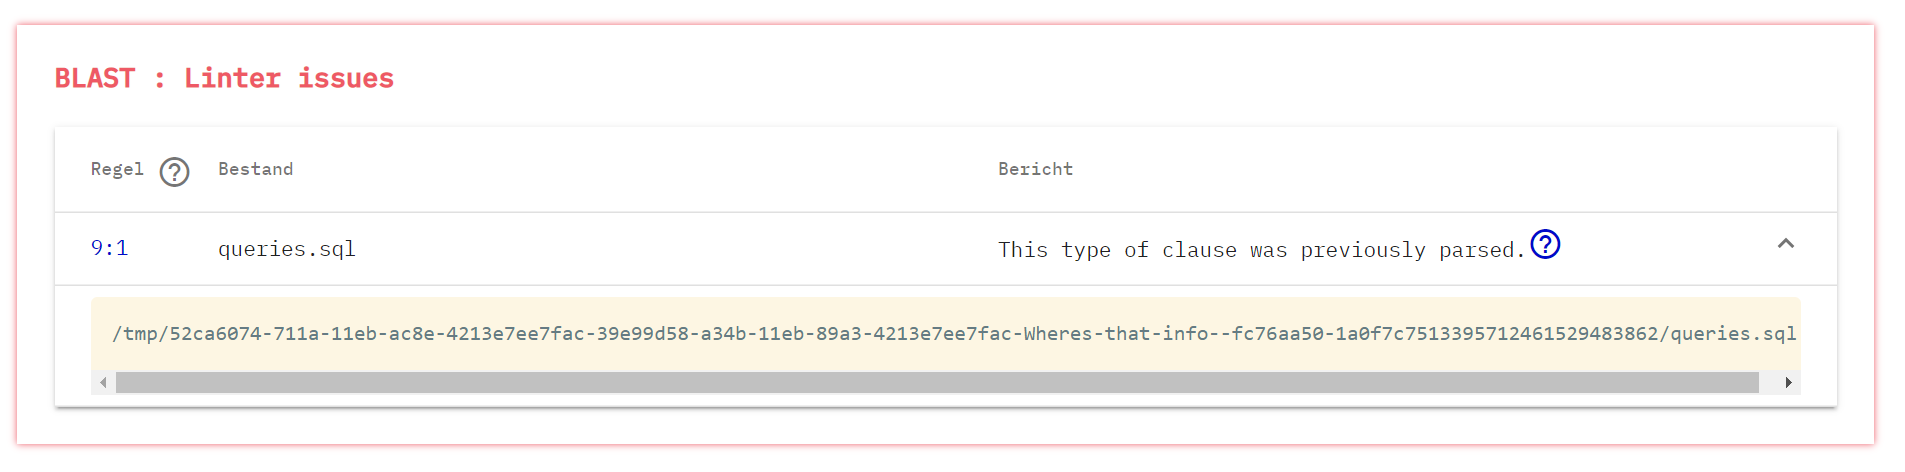 BLAST : Linter issues
Regel Bestand Bericht
9:1 queries.sql This type of clause was previously parsed.
/tmp/52ca6074-711a-11eb-ac8e-4213e7ee7fac-39e99d58-a34b-11eb-89a3-4213e7ee7fac-Wheres-that-info--fc76aa50-1a0f7c7513395712461529483862/queries.sql